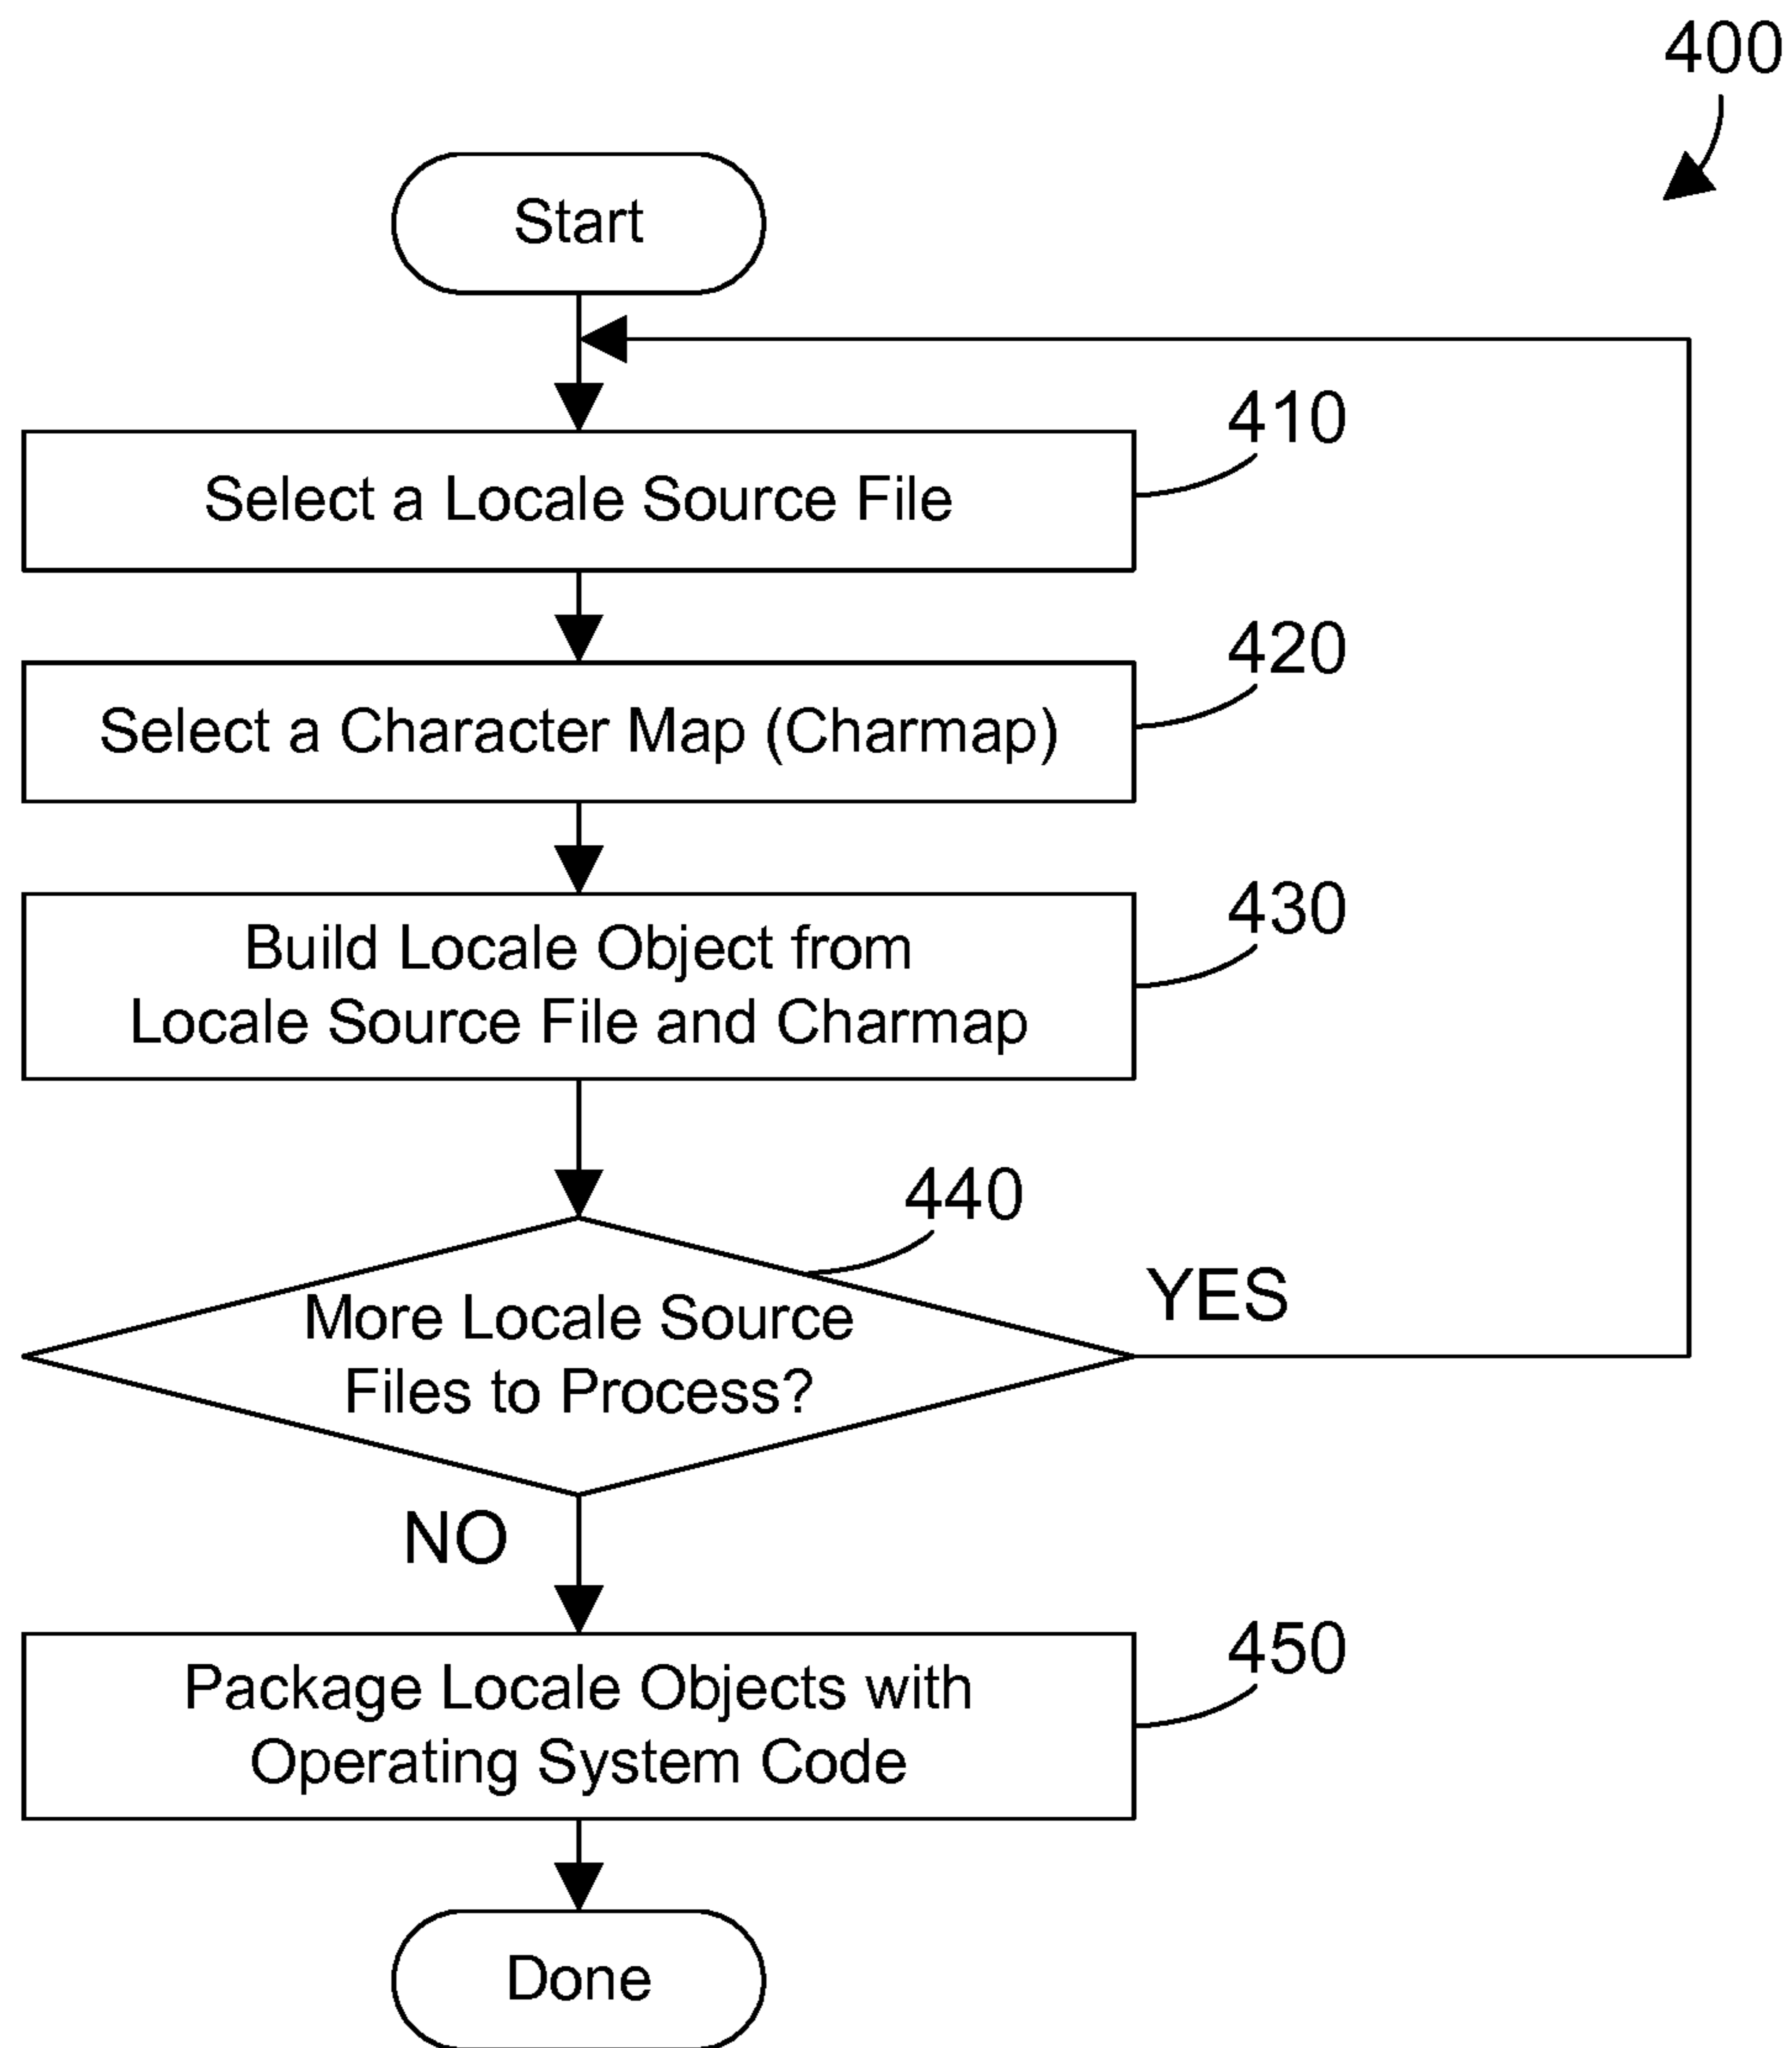 400
Start
410
Select a Locale Source File
420
Select a Character Map (Charmap)
430
Build Locale Object from
Locale Source File and Charmap
440
More Locale Source
Files to Process?
YES
NO
450
Package Locale Objects with
Operating System Code
Done